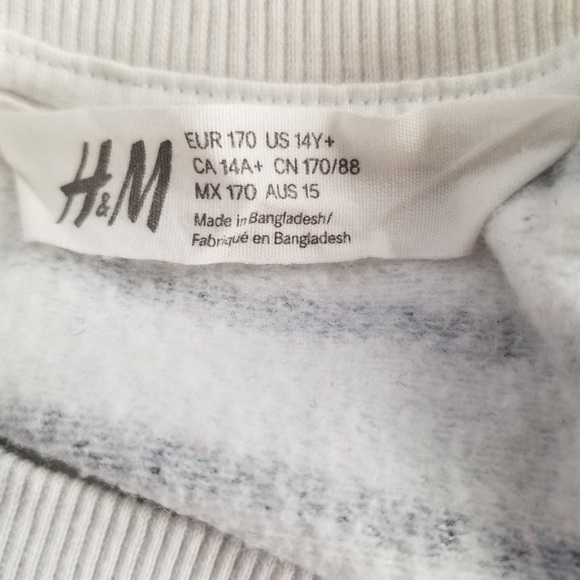 H&M
EUR 170 US 14Y+
CA 14A+ CN 170/88
MX 170 AUS 15
Made in Bangladesh/
Fabriqué en Bangladesh